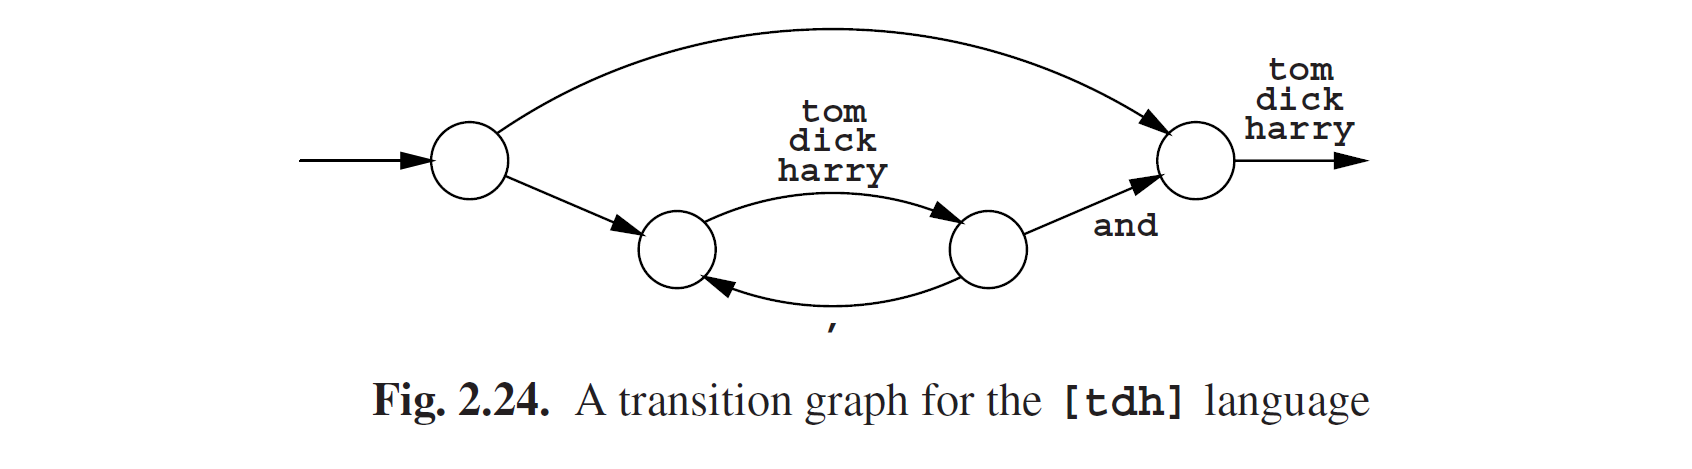 tom
dick
harry
tom
dick
harry
and
,
Fig. 2.24. A transition graph for the [tdh] language